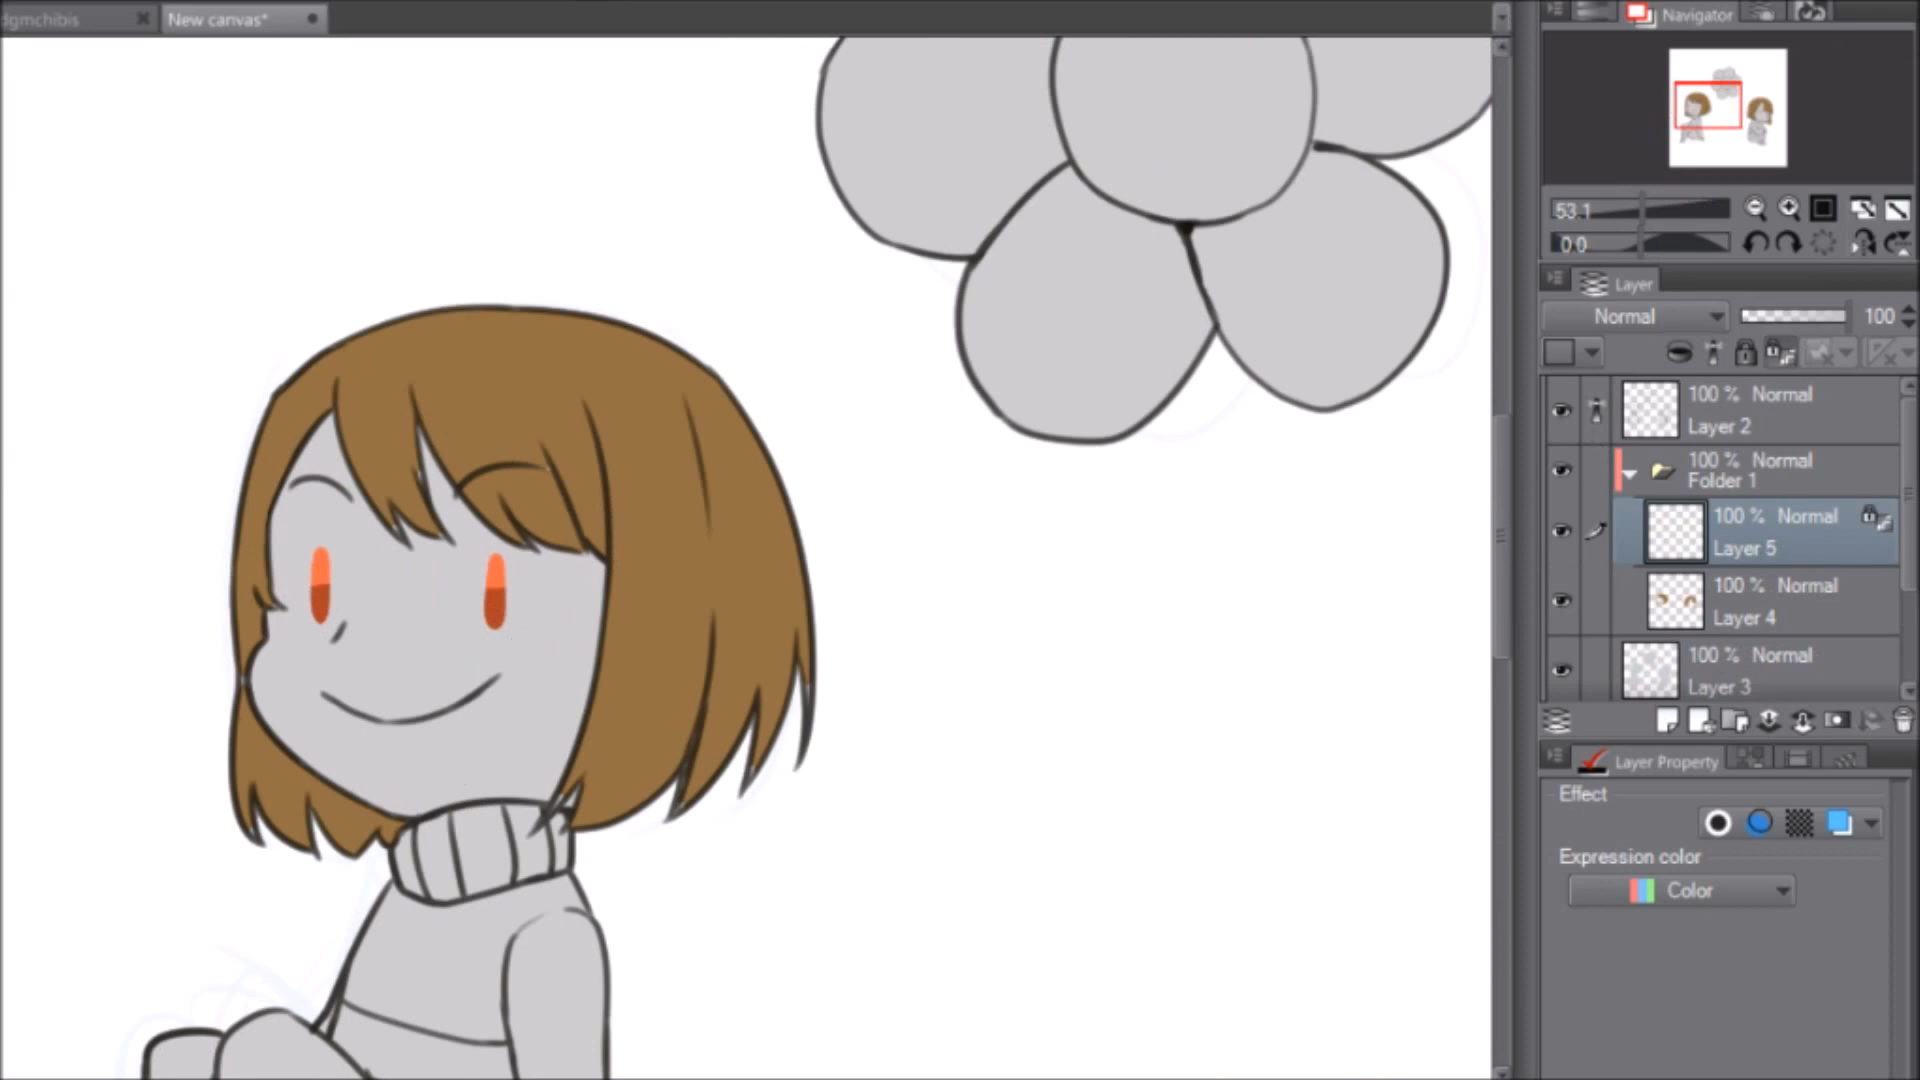 dgmchibis
New canvas*
Navigator
53.1
0.0
Layer
Normal
100
100 % Normal
Layer 2
100 % Normal
Folder 1
100 % Normal
Layer 5
100 % Normal
Layer 4
100 % Normal
Layer 3
Layer Property
Effect
Expression color
Color